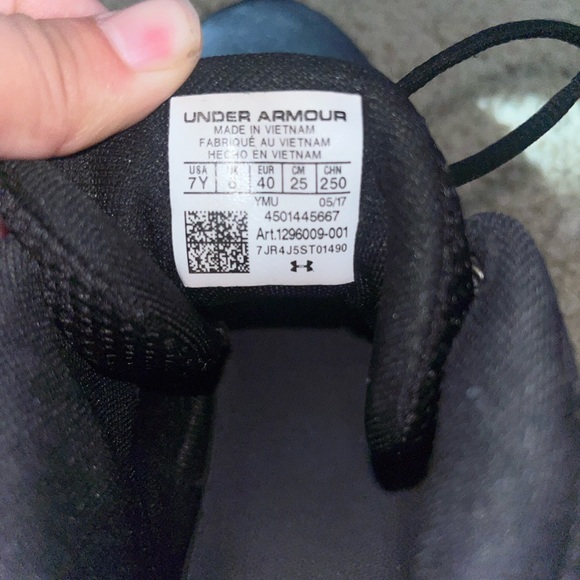 UNDER ARMOUR
MADE IN VIETNAM
FABRIQUÉ AU VIETNAM
HECHO EN VIETNAM
USA UK EUR CM CHN
7Y 6 40 25 250
YMU 05/17
4501445667
Art.1296009-001
7JR4J5ST01490